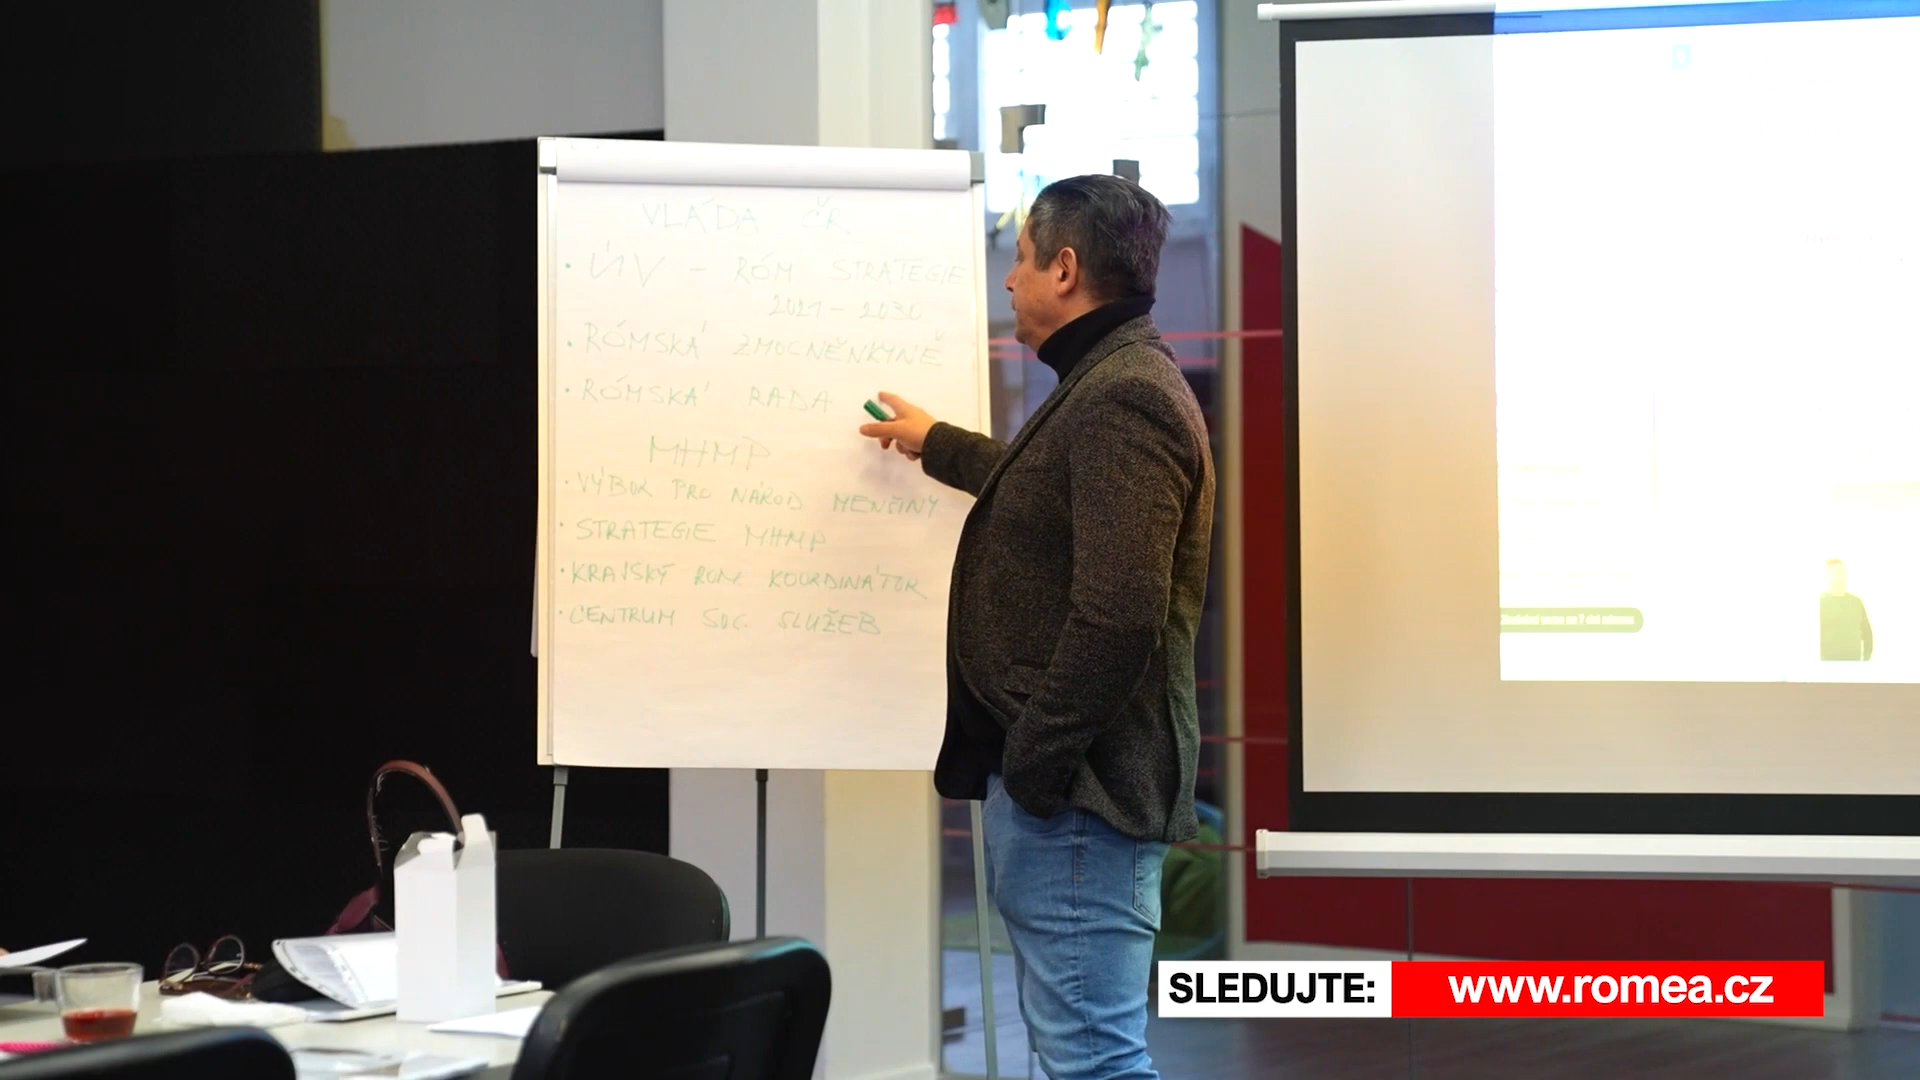 VLÁDA ČR
· ÚV - RÓM STRATEGIE
2021 - 2030
· RÓMSKÁ ZMOCNĚNKYNĚ
· RÓMSKÁ RADA
MHMP
· VÝBOR PRO NÁROD MENŠINY
· STRATEGIE MHMP
· KRAJSKÝ ROM KOORDINÁTOR
· CENTRUM SOC SLUŽEB
SLEDUJTE: www.romea.cz